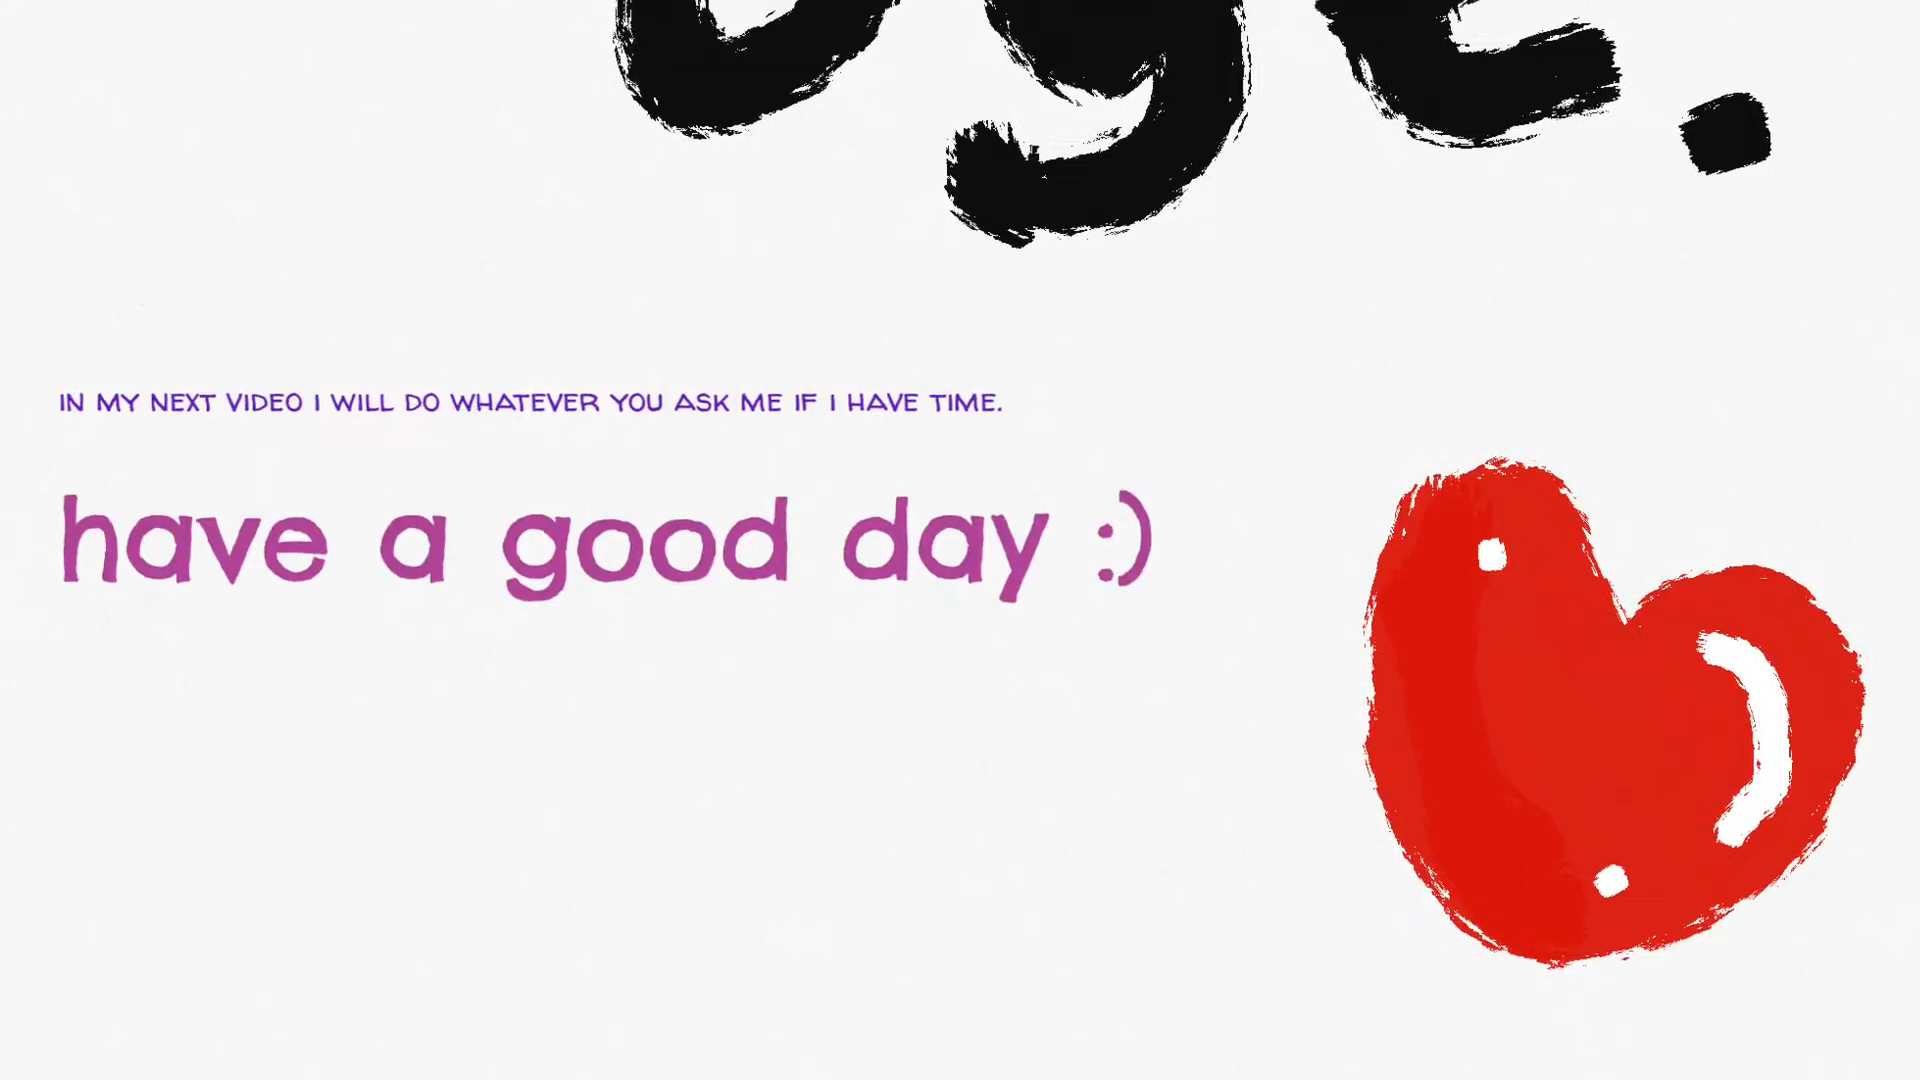 IN MY NEXT VIDEO I WILL DO WHATEVER YOU ASK ME IF I HAVE TIME.
have a good day :)